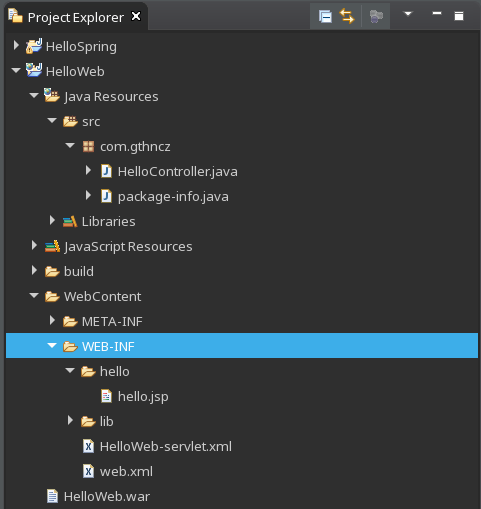 Project Explorer
HelloSpring
HelloWeb
Java Resources
src
com.gthncz
HelloController.java
package-info.java
Libraries
JavaScript Resources
build
WebContent
META-INF
WEB-INF
hello
hello.jsp
lib
HelloWeb-servlet.xml
web.xml
HelloWeb.war